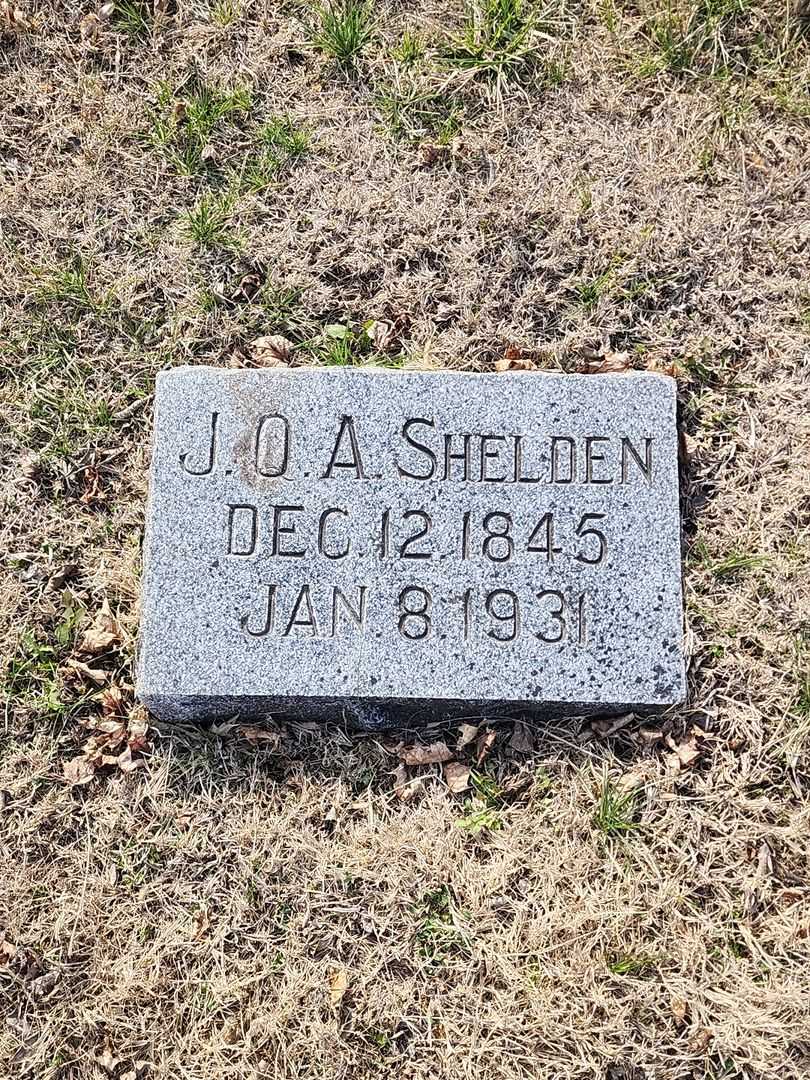 J. Q. A. SHELDEN
DEC. 12. 1845
JAN. 8. 1931